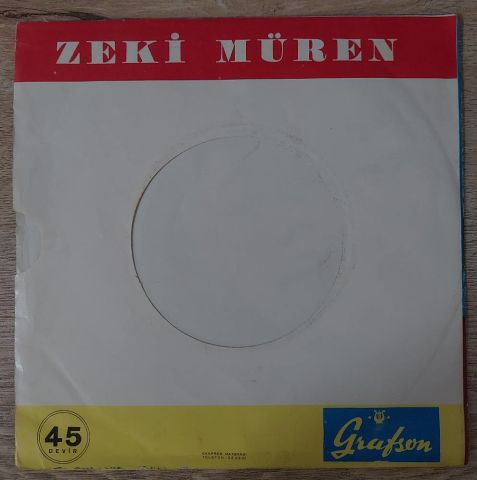 ZEKİ MÜREN
45
DEVİR
Grafson